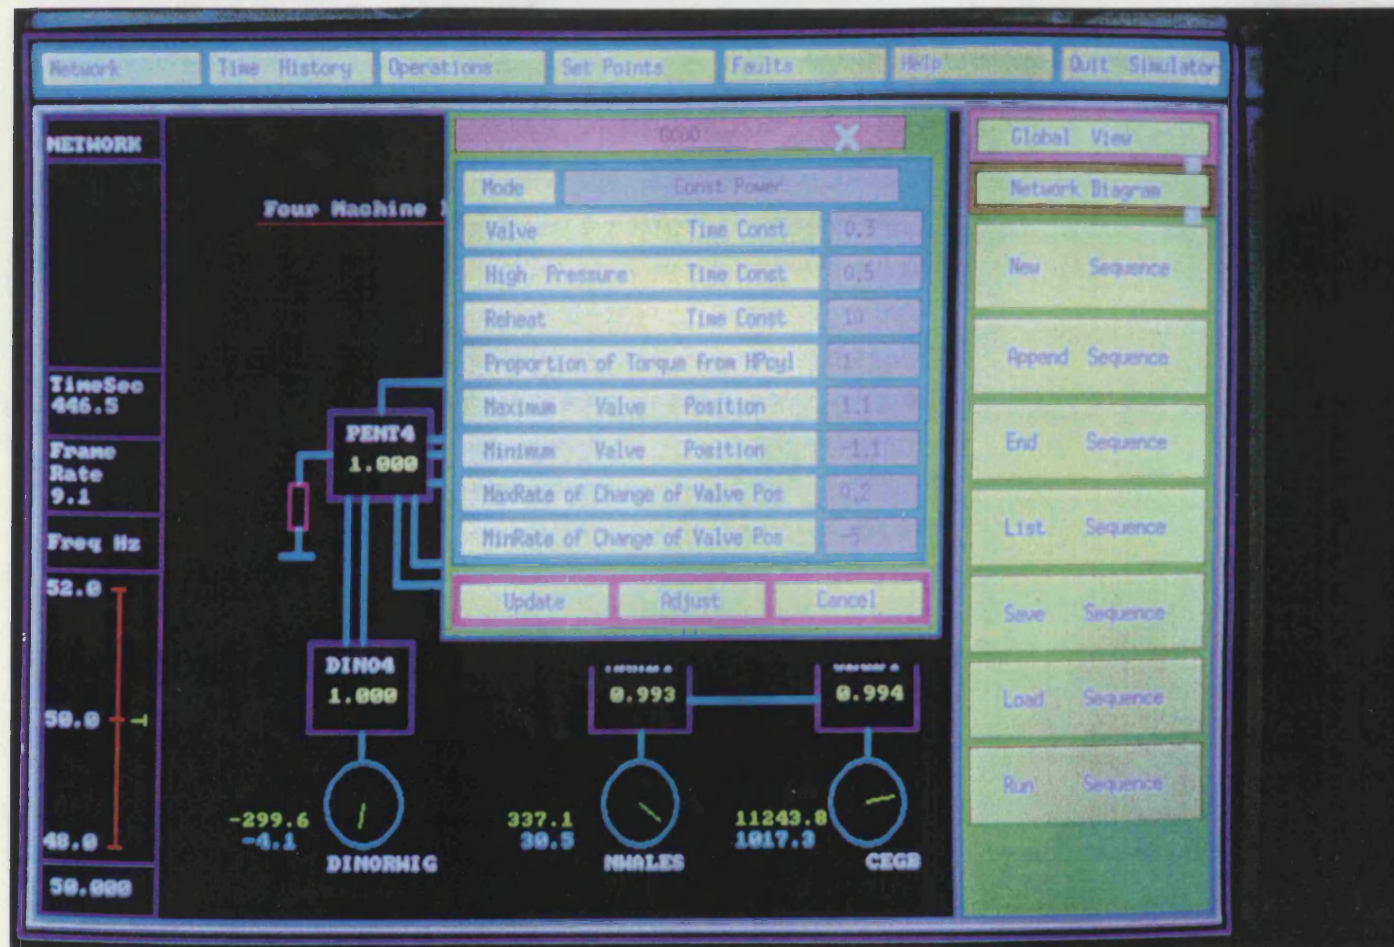 Network Time History Operations Set Points Faults Help Quit Simulator
NETWORK
TimeSec
446.5
Frame
Rate
9.1
Freq Hz
52.0
50.0
48.0
50.000
Four Machine
PENT4
1.000
DINO4
1.000
-299.6
-4.1
DINORWIG
0.993
337.1
30.5
NWALES
0.994
11243.8
1017.3
CEGB
Mode Const Power
Valve Time Const 0.3
High Pressure Time Const 0.5
Reheat Time Const 10
Proportion of Torque from HPcyl 1
Maximum Valve Position 1.1
Minimum Valve Position -1.1
MaxRate of Change of Valve Pos 0.2
MinRate of Change of Valve Pos -5
Update Adjust Cancel
Global View
Network Diagram
New Sequence
Append Sequence
End Sequence
List Sequence
Save Sequence
Load Sequence
Run Sequence